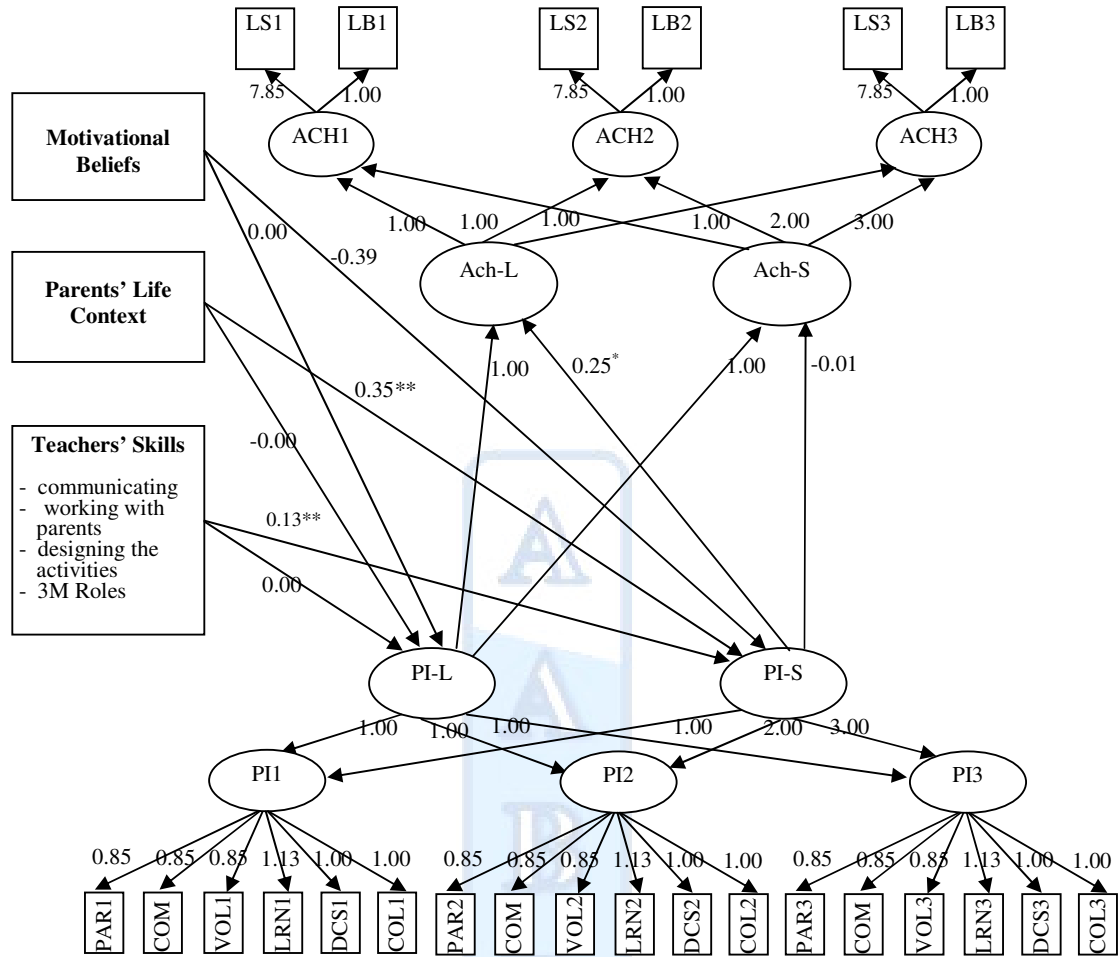 LS1 LB1 LS2 LB2 LS3 LB3
7.85 1.00 7.85 1.00 7.85 1.00
ACH1 ACH2 ACH3
Motivational
Beliefs
1.00 1.00 1.00 1.00 2.00 3.00
0.00
-0.39
Ach-L Ach-S
Parents' Life
Context
1.00 0.25* 1.00 -0.01
0.35**
-0.00
Teachers' Skills
- communicating
- working with
parents
- designing the
activities
- 3M Roles
0.13**
0.00
PI-L PI-S
1.00 1.00 1.00 1.00 2.00 3.00
PI1 PI2 PI3
0.85 0.85 0.85 1.13 1.00 1.00 0.85 0.85 0.85 1.13 1.00 1.00 0.85 0.85 0.85 1.13 1.00 1.00
PAR1 COM VOL1 LRN1 DCS1 COL1 PAR2 COM VOL2 LRN2 DCS2 COL2 PAR3 COM VOL3 LRN3 DCS3 COL3
A
A
B